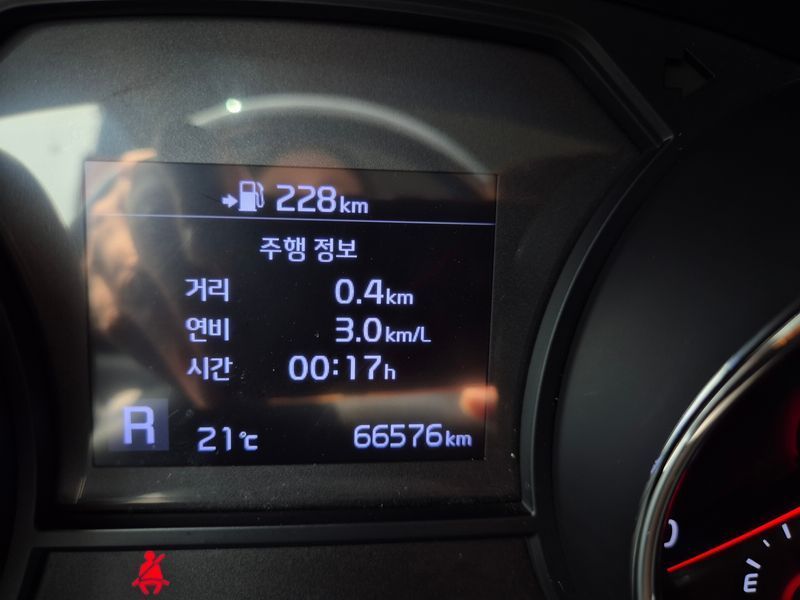 228km
주행 정보
거리 0.4km
연비 3.0km/L
시간 00:17h
R 21℃ 66576km
E